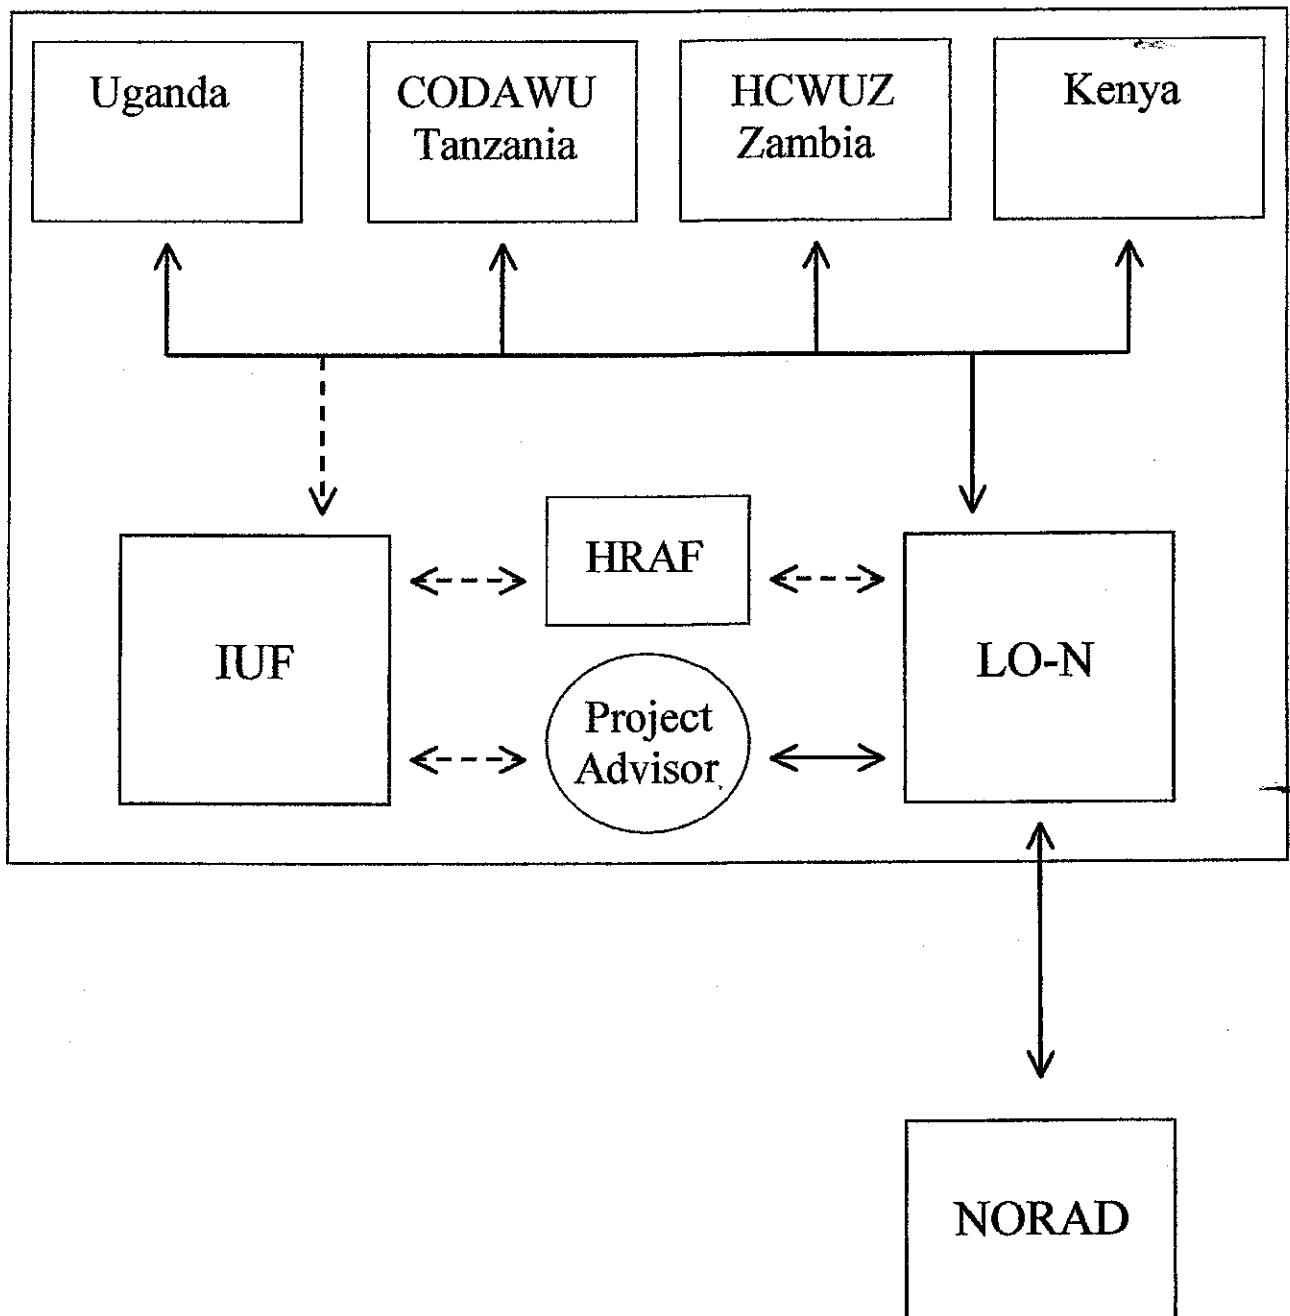 Uganda
CODAWU
Tanzania
HCWUZ
Zambia
Kenya
HRAF
IUF
LO-N
Project
Advisor
NORAD